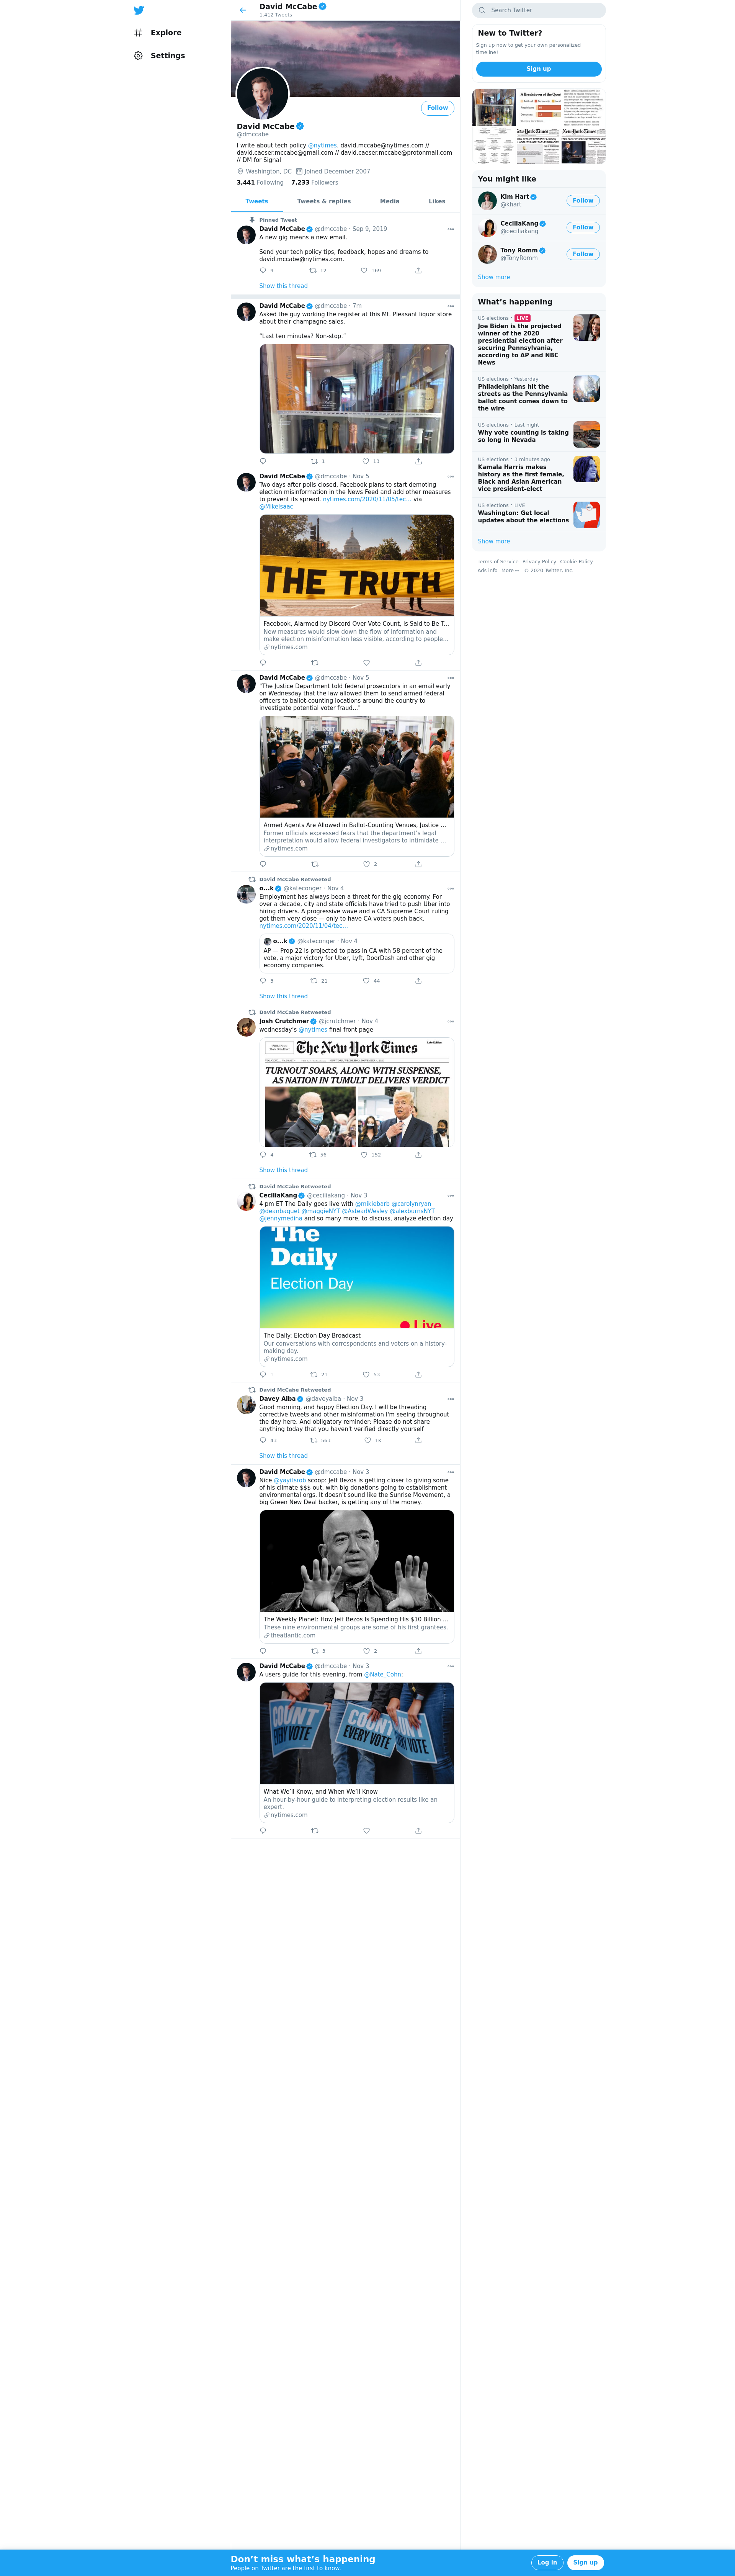 Explore
Settings
David McCabe
3,412 Tweets
Follow
David McCabe
@dmccabe
I write about tech policy @nytimes. david.mccabe@nytimes.com //
david.caeser.mccabe@gmail.com // david.caeser.mccabe@protonmail.com
// DM for Signal
Washington, DC Joined December 2007
3,441 Following 7,233 Followers
Tweets Tweets & replies Media Likes
Pinned Tweet
David McCabe @dmccabe · Sep 9, 2019
A new gig means a new email.
Send your tech policy tips, feedback, hopes and dreams to
david.mccabe@nytimes.com.
9 12 169
Show this thread
David McCabe @dmccabe · 7m
Asked the guy working the register at this Mt. Pleasant liquor store
about their champagne sales.
"Last ten minutes? Non-stop."
1 13
David McCabe @dmccabe · Nov 5
Two days after polls closed, Facebook plans to start demoting
election misinformation in the News Feed and add other measures
to prevent its spread. nytimes.com/2020/11/05/tec... via
@MikeIsaac
THE TRUTH
Facebook, Alarmed by Discord Over Vote Count, Is Said to Be T...
New measures would slow down the flow of information and
make election misinformation less visible, according to people...
nytimes.com
David McCabe @dmccabe · Nov 5
"The Justice Department told federal prosecutors in an email early
on Wednesday that the law allowed them to send armed federal
officers to ballot-counting locations around the country to
investigate potential voter fraud..."
Armed Agents Are Allowed in Ballot-Counting Venues, Justice ...
Former officials expressed fears that the department's legal
interpretation would allow federal investigators to intimidate ...
nytimes.com
2
David McCabe Retweeted
o...k @kateconger · Nov 4
Employment has always been a threat for the gig economy. For
over a decade, city and state officials have tried to push Uber into
hiring drivers. A progressive wave and a CA Supreme Court ruling
got them very close — only to have CA voters push back.
nytimes.com/2020/11/04/tec...
o...k @kateconger · Nov 4
AP — Prop 22 is projected to pass in CA with 58 percent of the
vote, a major victory for Uber, Lyft, DoorDash and other gig
economy companies.
3 21 44
Show this thread
David McCabe Retweeted
Josh Crutchmer @jcrutchmer · Nov 4
wednesday's @nytimes final front page
The New York Times
Late Edition
TURNOUT SOARS, ALONG WITH SUSPENSE,
AS NATION IN TUMULT DELIVERS VERDICT
4 56 152
Show this thread
David McCabe Retweeted
CeciliaKang @ceciliakang · Nov 3
4 pm ET The Daily goes live with @mikiebarb @carolynryan
@deanbaquet @maggieNYT @AsteadWesley @alexburnsNYT
@jennymedina and so many more, to discuss, analyze election day
The
Daily
Election Day
Live
The Daily: Election Day Broadcast
Our conversations with correspondents and voters on a history-
making day.
nytimes.com
1 21 53
David McCabe Retweeted
Davey Alba @daveyalba · Nov 3
Good morning, and happy Election Day. I will be threading
corrective tweets and other misinformation I'm seeing throughout
the day here. And obligatory reminder: Please do not share
anything today that you haven't verified directly yourself
43 563 1K
Show this thread
David McCabe @dmccabe · Nov 3
Nice @yayitsrob scoop: Jeff Bezos is getting closer to giving some
of his climate $$$ out, with big donations going to establishment
environmental orgs. It doesn't sound like the Sunrise Movement, a
big Green New Deal backer, is getting any of the money.
The Weekly Planet: How Jeff Bezos Is Spending His $10 Billion ...
These nine environmental groups are some of his first grantees.
theatlantic.com
3 2
David McCabe @dmccabe · Nov 3
A users guide for this evening, from @Nate_Cohn:
COUNT
EVERY VOTE
COUNT
EVERY VOTE
What We'll Know, and When We'll Know
An hour-by-hour guide to interpreting election results like an
expert.
nytimes.com
Search Twitter
New to Twitter?
Sign up now to get your own personalized
timeline!
Sign up
A Breakdown of the Ques
The New York Times
The New York Times
You might like
Kim Hart
@khart
Follow
CeciliaKang
@ceciliakang
Follow
Tony Romm
@TonyRomm
Follow
Show more
What's happening
US elections · LIVE
Joe Biden is the projected
winner of the 2020
presidential election after
securing Pennsylvania,
according to AP and NBC
News
US elections · Yesterday
Philadelphians hit the
streets as the Pennsylvania
ballot count comes down to
the wire
US elections · Last night
Why vote counting is taking
so long in Nevada
US elections · 3 minutes ago
Kamala Harris makes
history as the first female,
Black and Asian American
vice president-elect
US elections · LIVE
Washington: Get local
updates about the elections
Show more
Terms of Service Privacy Policy Cookie Policy
Ads info More © 2020 Twitter, Inc.
Don't miss what's happening
People on Twitter are the first to know.
Log in
Sign up